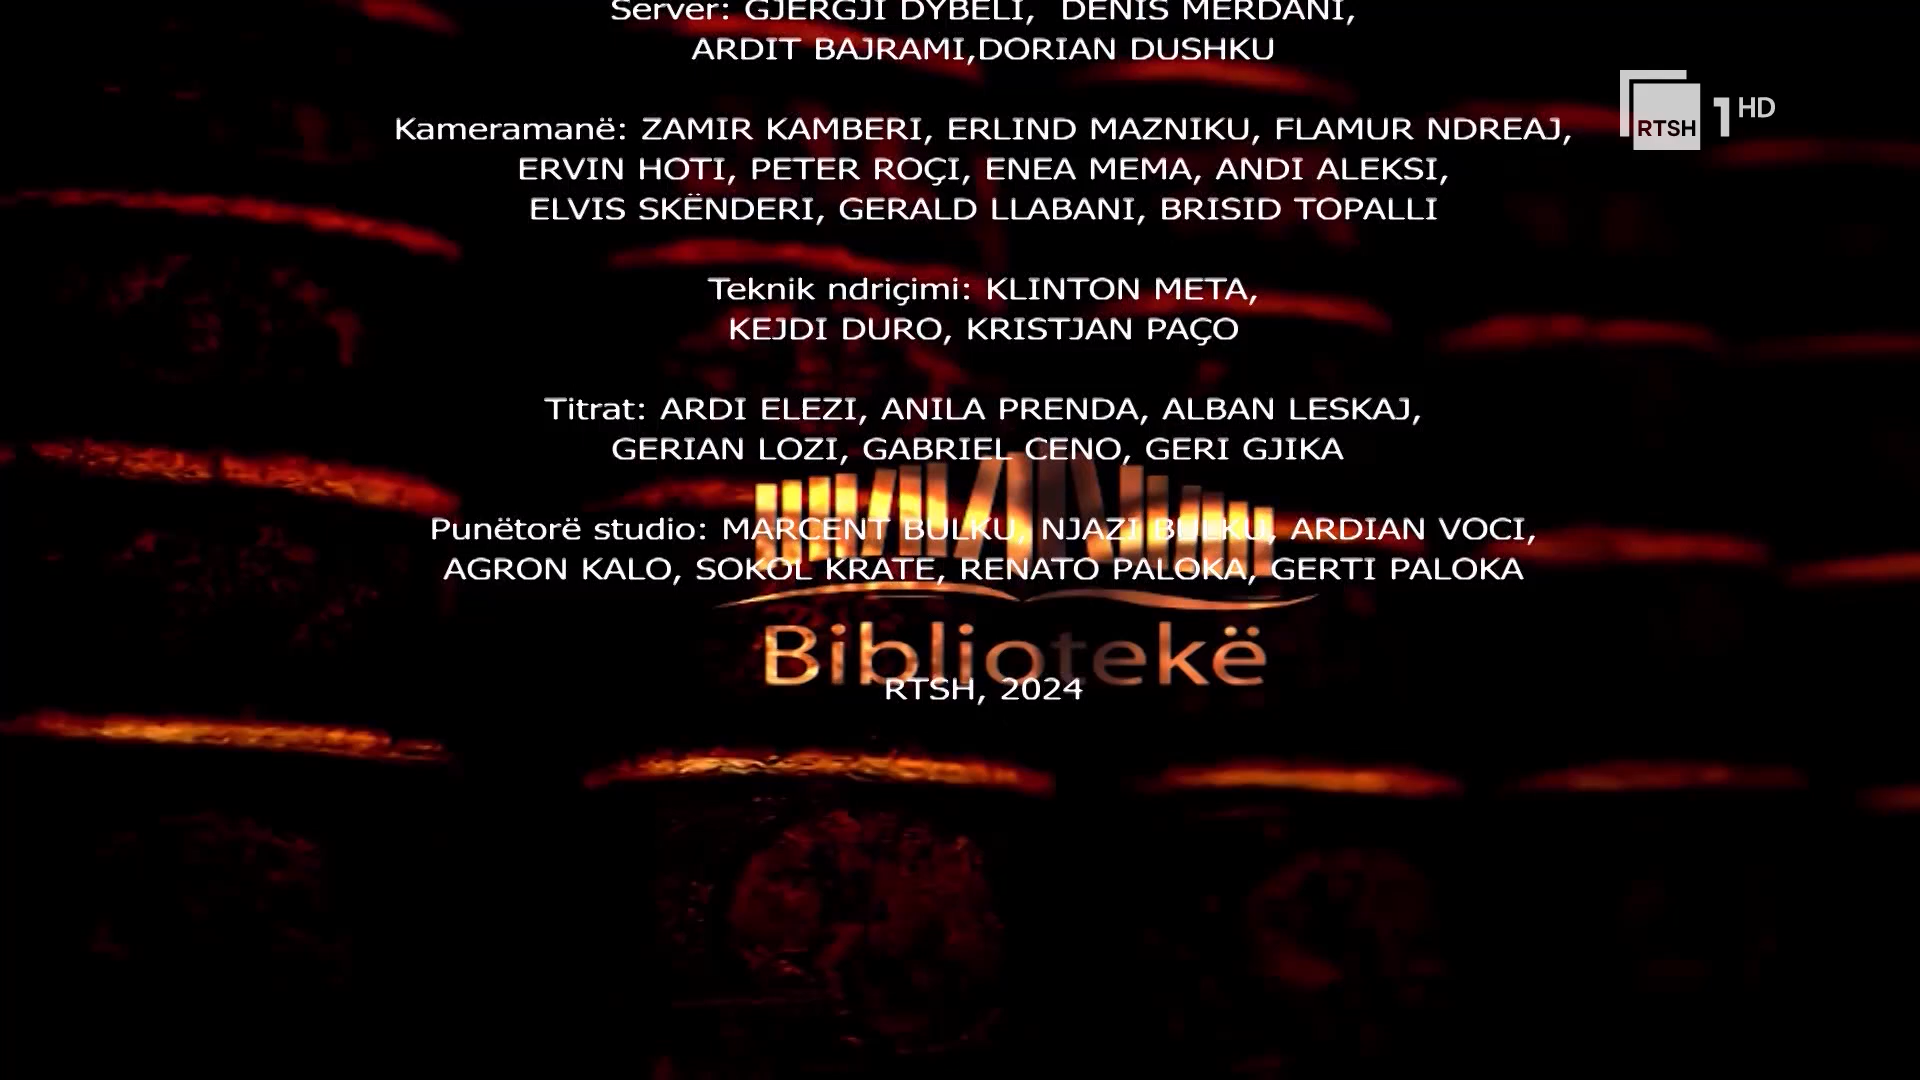 Server: GJERGJI DYBELI, DENIS MERDANI,
ARDIT BAJRAMI,DORIAN DUSHKU
RTSH 1 HD
Kameramanë: ZAMIR KAMBERI, ERLIND MAZNIKU, FLAMUR NDREAJ,
ERVIN HOTI, PETER ROÇI, ENEA MEMA, ANDI ALEKSI,
ELVIS SKËNDERI, GERALD LLABANI, BRISID TOPALLI
Teknik ndriçimi: KLINTON META,
KEJDI DURO, KRISTJAN PAÇO
Titrat: ARDI ELEZI, ANILA PRENDA, ALBAN LESKAJ,
GERIAN LOZI, GABRIEL CENO, GERI GJIKA
Punëtorë studio: MARCENT BULKU, NJAZI BULKU, ARDIAN VOCI,
AGRON KALO, SOKOL KRATE, RENATO PALOKA, GERTI PALOKA
Bibliotekë
RTSH, 2024